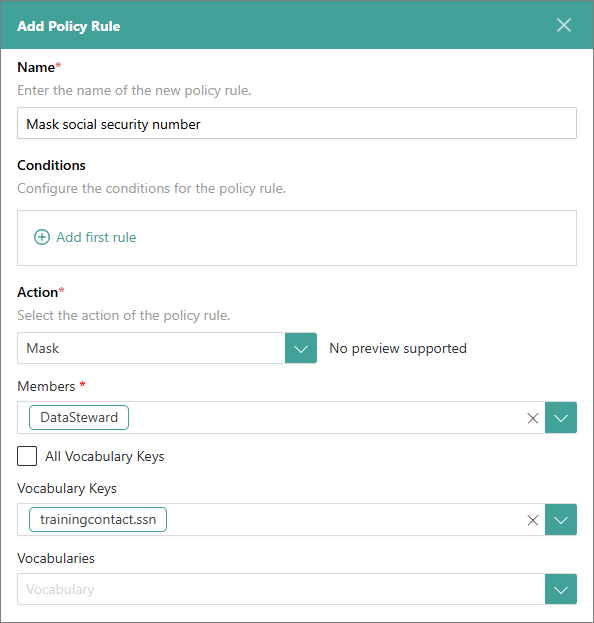 Add Policy Rule
Name*
Enter the name of the new policy rule.
Mask social security number
Conditions
Configure the conditions for the policy rule.
Add first rule
Action*
Select the action of the policy rule.
Mask No preview supported
Members *
DataSteward
All Vocabulary Keys
Vocabulary Keys
trainingcontact.ssn
Vocabularies
Vocabulary